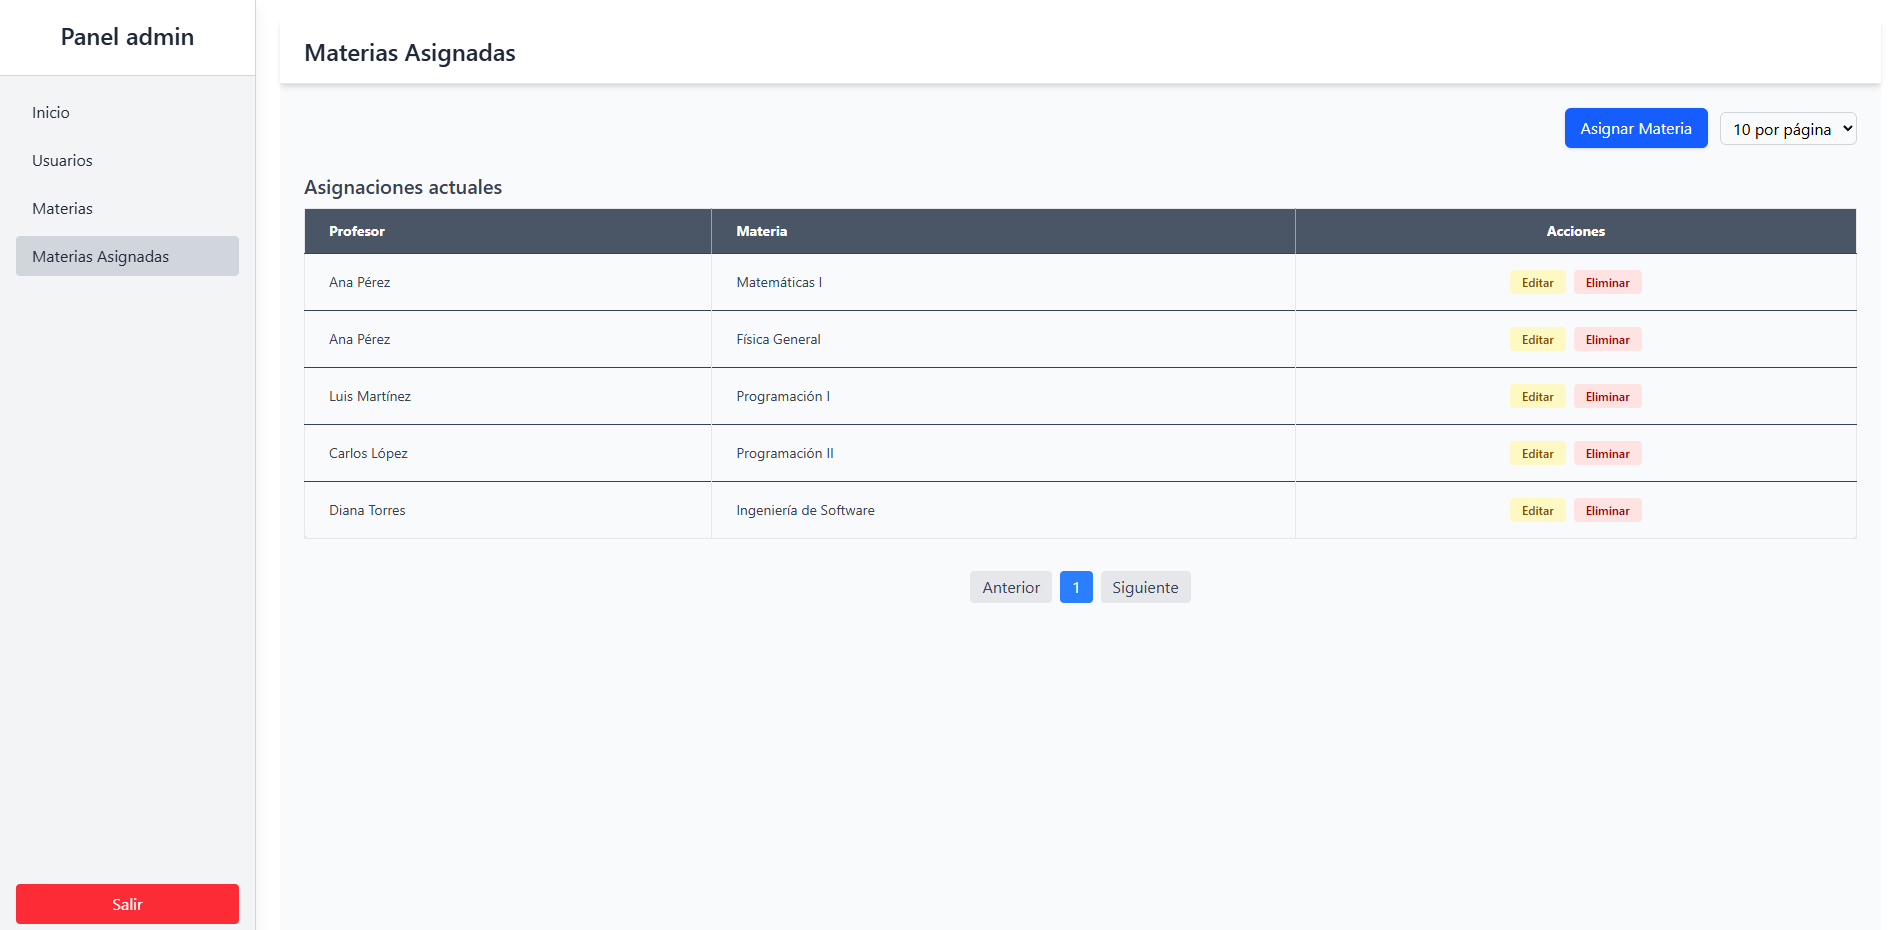 Panel admin
Inicio
Usuarios
Materias
Materias Asignadas
Salir
Materias Asignadas
Asignar Materia 10 por página
Asignaciones actuales
Profesor Materia Acciones
Ana Pérez Matemáticas I Editar Eliminar
Ana Pérez Física General Editar Eliminar
Luis Martínez Programación I Editar Eliminar
Carlos López Programación II Editar Eliminar
Diana Torres Ingeniería de Software Editar Eliminar
Anterior 1 Siguiente